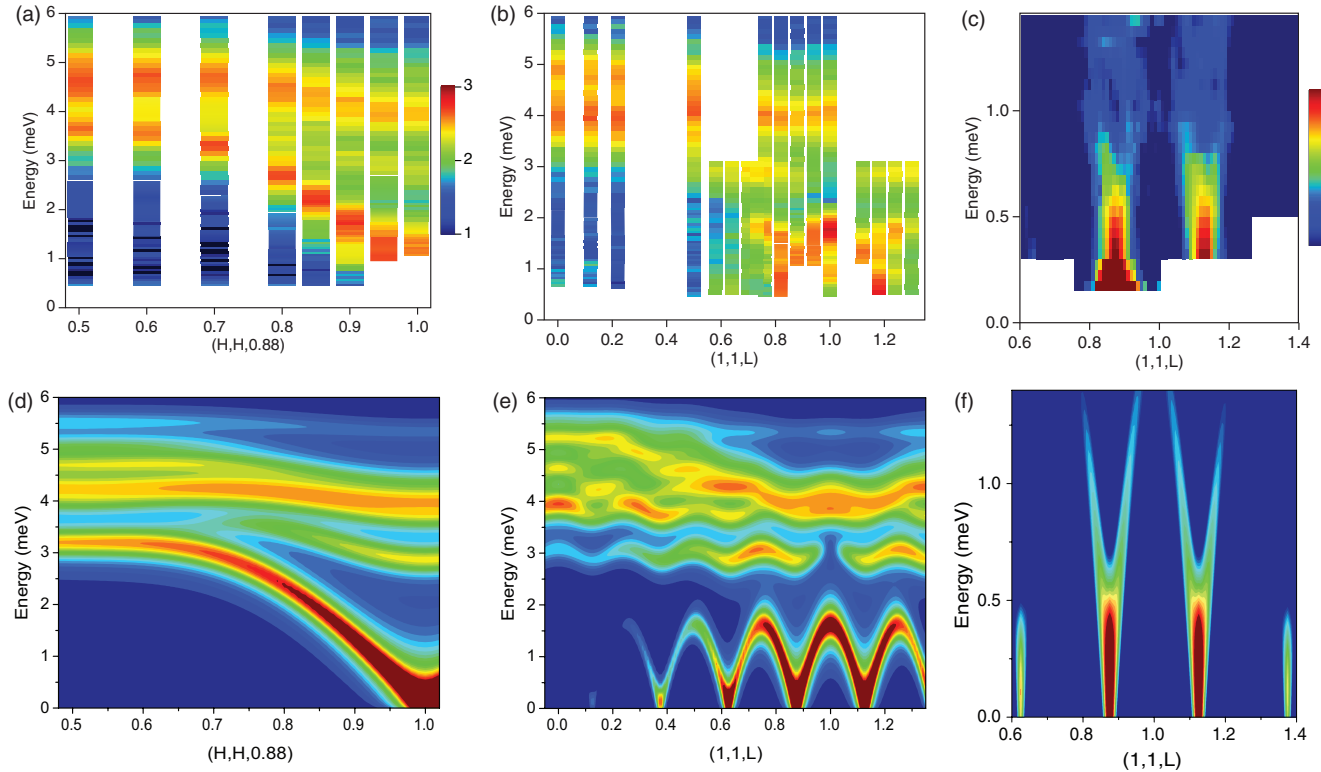 (a)
6
5
4
3
2
1
0
Energy (meV)
0.5 0.6 0.7 0.8 0.9 1.0
(H,H,0.88)
3
2
1
(b)
6
5
4
3
2
1
0
Energy (meV)
0.0 0.2 0.4 0.6 0.8 1.0 1.2
(1,1,L)
(c)
1.0
0.5
0.0
Energy (meV)
0.6 0.8 1.0 1.2 1.4
(1,1,L)
(d)
6
5
4
3
2
1
0
Energy (meV)
0.5 0.6 0.7 0.8 0.9 1.0
(H,H,0.88)
(e)
6
5
4
3
2
1
0
Energy (meV)
0.0 0.2 0.4 0.6 0.8 1.0 1.2
(1,1,L)
(f)
1.0
0.5
0.0
Energy (meV)
0.6 0.8 1.0 1.2 1.4
(1,1,L)